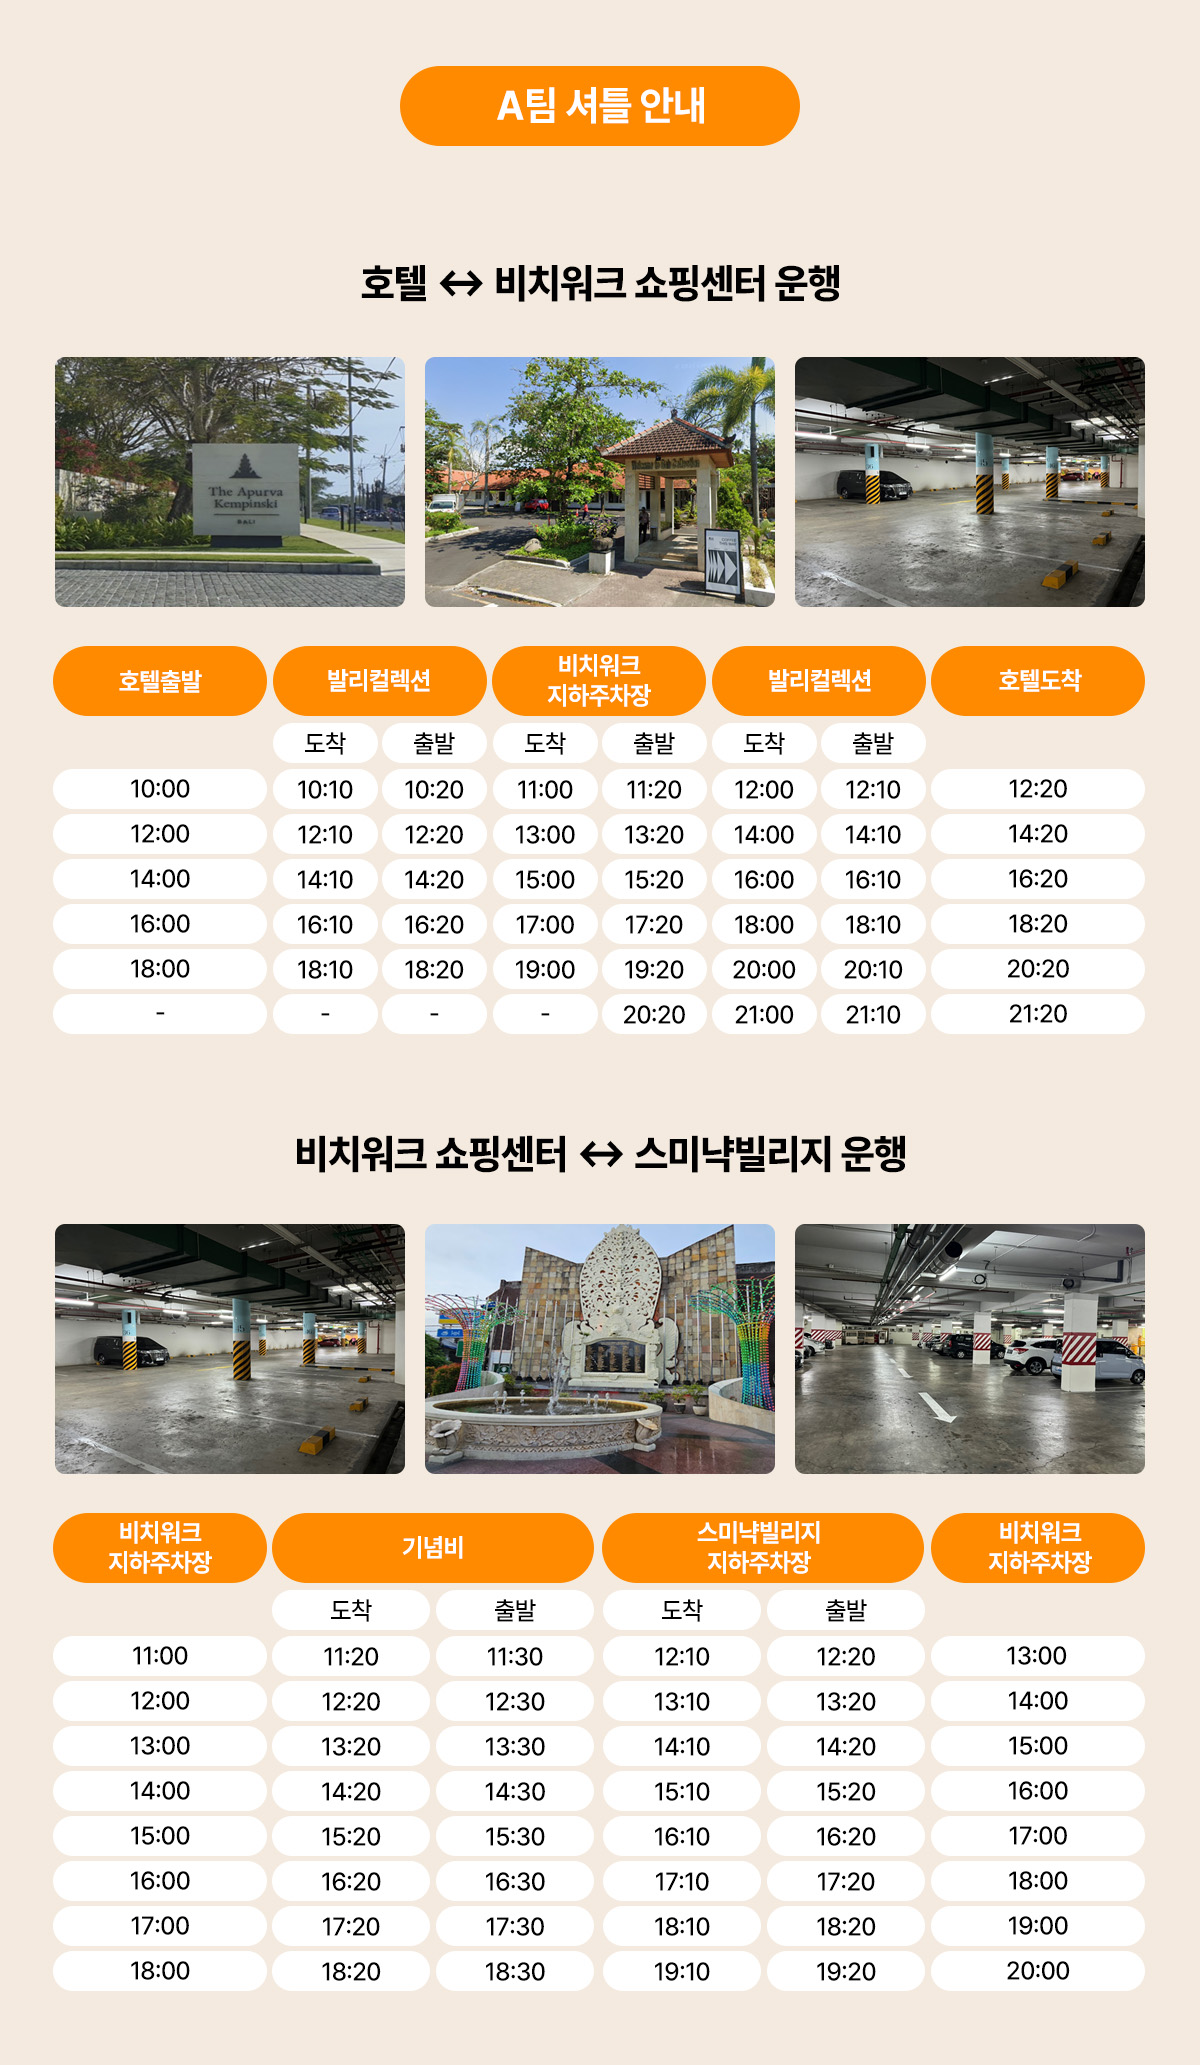 A팀 셔틀 안내
호텔 ↔ 비치워크 쇼핑센터 운행
The Apurva
Kempinski
BALI
호텔출발 발리컬렉션 비치워크 지하주차장 발리컬렉션 호텔도착
도착 출발 도착 출발 도착 출발
10:00 10:10 10:20 11:00 11:20 12:00 12:10 12:20
12:00 12:10 12:20 13:00 13:20 14:00 14:10 14:20
14:00 14:10 14:20 15:00 15:20 16:00 16:10 16:20
16:00 16:10 16:20 17:00 17:20 18:00 18:10 18:20
18:00 18:10 18:20 19:00 19:20 20:00 20:10 20:20
- - - - 20:20 21:00 21:10 21:20
비치워크 쇼핑센터 ↔ 스미냑빌리지 운행
비치워크 지하주차장 기념비 스미냑빌리지 지하주차장 비치워크 지하주차장
도착 출발 도착 출발
11:00 11:20 11:30 12:10 12:20 13:00
12:00 12:20 12:30 13:10 13:20 14:00
13:00 13:20 13:30 14:10 14:20 15:00
14:00 14:20 14:30 15:10 15:20 16:00
15:00 15:20 15:30 16:10 16:20 17:00
16:00 16:20 16:30 17:10 17:20 18:00
17:00 17:20 17:30 18:10 18:20 19:00
18:00 18:20 18:30 19:10 19:20 20:00